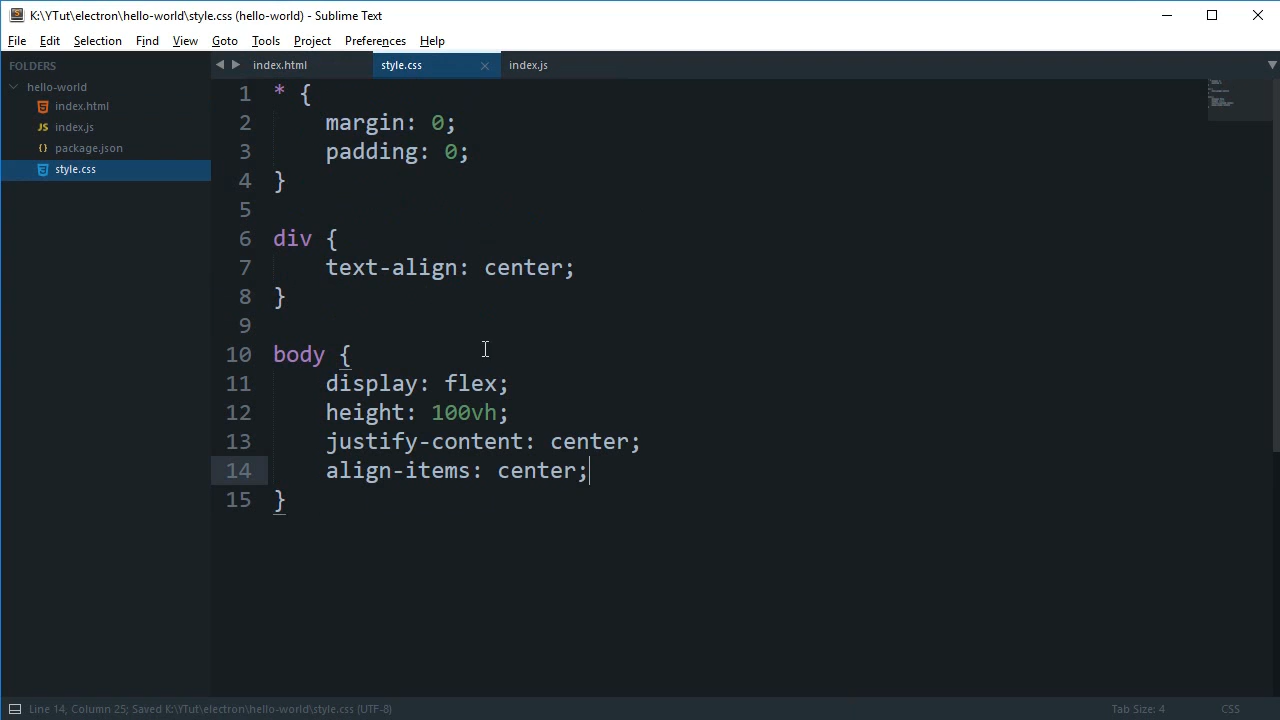 K:\YTut\electron\hello-world\style.css (hello-world) - Sublime Text
File Edit Selection Find View Goto Tools Project Preferences Help
FOLDERS
hello-world
index.html
index.js
package.json
style.css
index.html style.css index.js
1 * {
2 margin: 0;
3 padding: 0;
4 }
5
6 div {
7 text-align: center;
8 }
9
10 body {
11 display: flex;
12 height: 100vh;
13 justify-content: center;
14 align-items: center;
15 }
Line 14, Column 25; Saved K:\YTut\electron\hello-world\style.css (UTF-8) Tab Size: 4 CSS